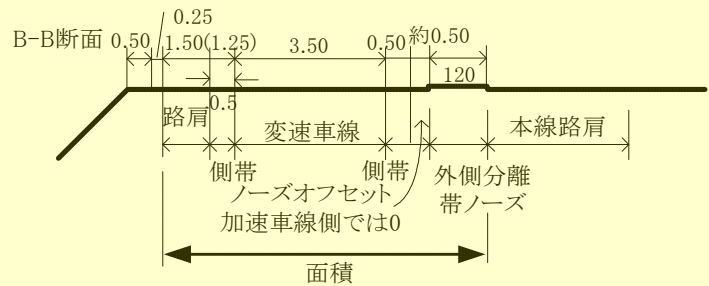 0.25
B-B断面 0.50 1.50(1.25) 3.50 0.50 約0.50
120
0.5
路肩 変速車線 本線路肩
側帯 側帯 外側分離
帯ノーズ
ノーズオフセット
加速車線側では0
面積